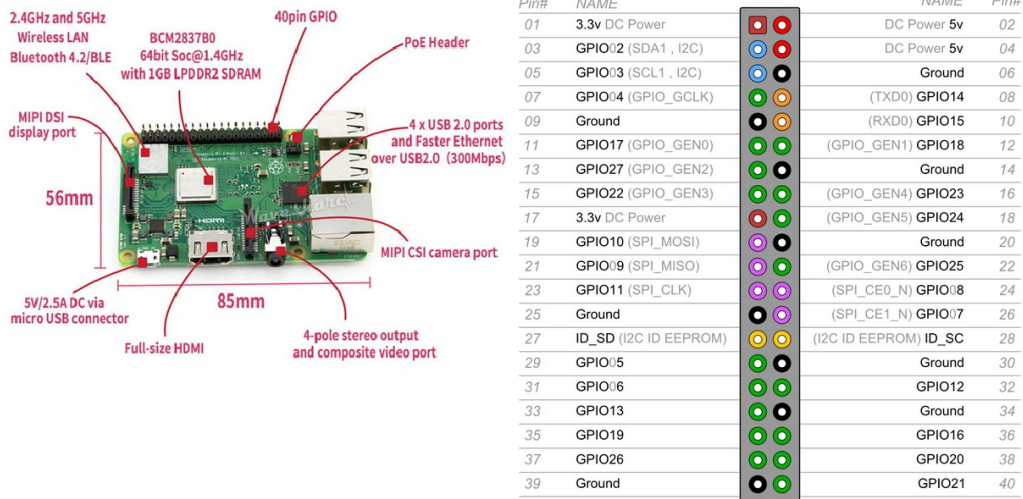 2.4GHz and 5GHz
Wireless LAN
Bluetooth 4.2/BLE
BCM2837B0
64bit Soc@1.4GHz
with 1GB LPDDR2 SDRAM
40pin GPIO
PoE Header
MIPI DSI
display port
4 x USB 2.0 ports
and Faster Ethernet
over USB2.0 (300Mbps)
56mm
HDMI
MIPI CSI camera port
85mm
5V/2.5A DC via
micro USB connector
Full-size HDMI
4-pole stereo output
and composite video port
Pin# NAME NAME Pin#
01 3.3v DC Power DC Power 5v 02
03 GPIO02 (SDA1 , I2C) DC Power 5v 04
05 GPIO03 (SCL1 , I2C) Ground 06
07 GPIO04 (GPIO_GCLK) (TXD0) GPIO14 08
09 Ground (RXD0) GPIO15 10
11 GPIO17 (GPIO_GEN0) (GPIO_GEN1) GPIO18 12
13 GPIO27 (GPIO_GEN2) Ground 14
15 GPIO22 (GPIO_GEN3) (GPIO_GEN4) GPIO23 16
17 3.3v DC Power (GPIO_GEN5) GPIO24 18
19 GPIO10 (SPI_MOSI) Ground 20
21 GPIO09 (SPI_MISO) (GPIO_GEN6) GPIO25 22
23 GPIO11 (SPI_CLK) (SPI_CE0_N) GPIO08 24
25 Ground (SPI_CE1_N) GPIO07 26
27 ID_SD (I2C ID EEPROM) (I2C ID EEPROM) ID_SC 28
29 GPIO05 Ground 30
31 GPIO06 GPIO12 32
33 GPIO13 Ground 34
35 GPIO19 GPIO16 36
37 GPIO26 GPIO20 38
39 Ground GPIO21 40